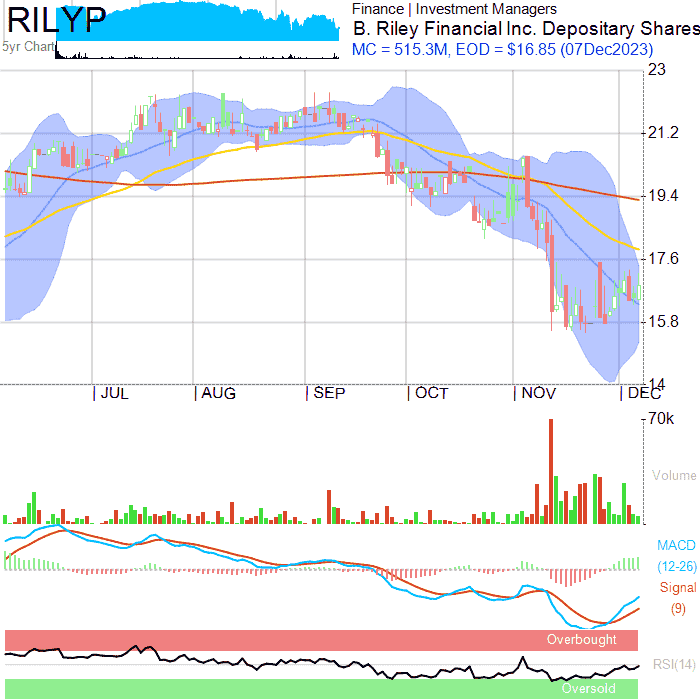 RILYP
Finance | Investment Managers
B. Riley Financial Inc. Depositary Shares
5yr Chart
MC = 515.3M, EOD = $16.85 (07Dec2023)
23
21.2
19.4
17.6
15.8
14
JUL AUG SEP OCT NOV DEC
70k
Volume
MACD
(12-26)
Signal
(9)
Overbought
RSI(14)
Oversold